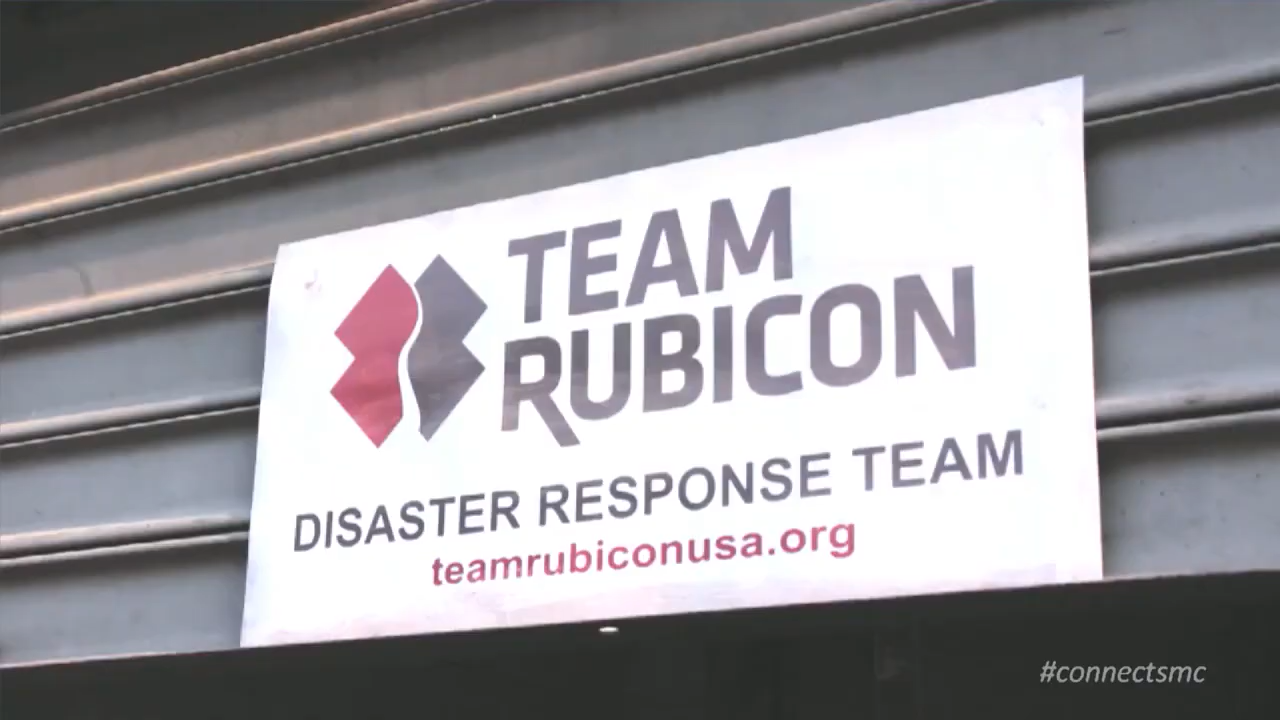 TEAM
RUBICON
DISASTER RESPONSE TEAM
teamrubiconusa.org
#connectsmc